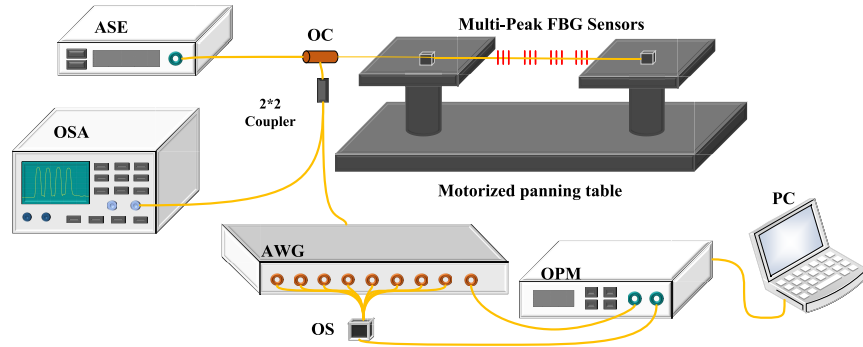 ASE
OC
Multi-Peak FBG Sensors
2*2
Coupler
OSA
Motorized panning table
PC
AWG
OPM
OS